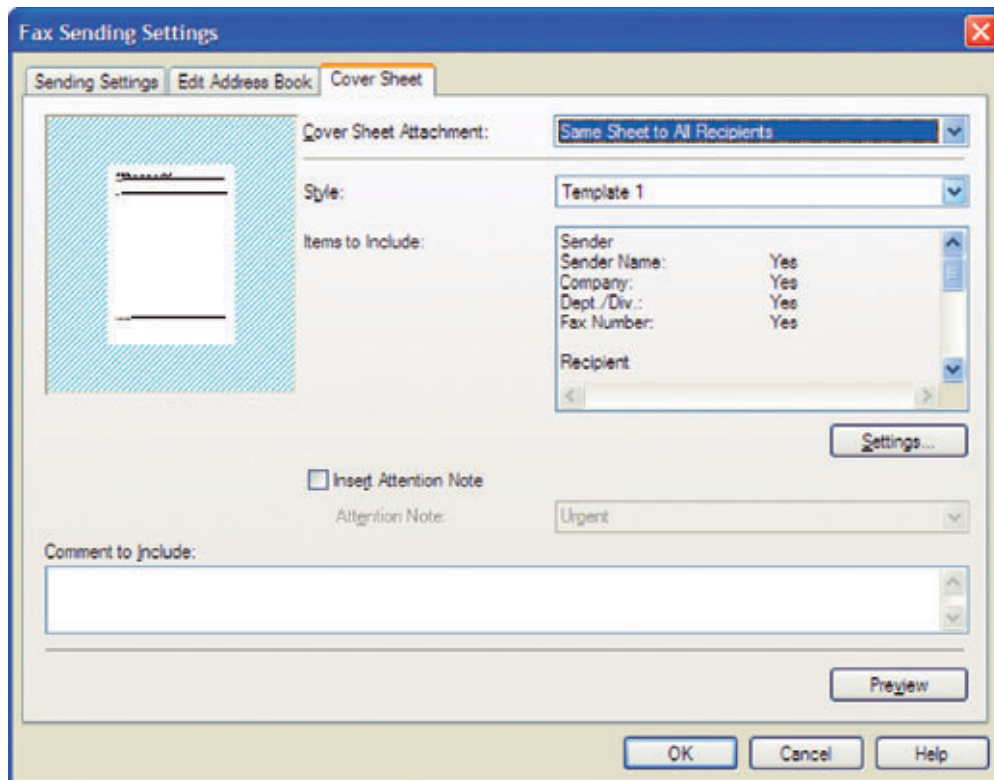 Fax Sending Settings
Sending Settings Edit Address Book Cover Sheet
Cover Sheet Attachment: Same Sheet to All Recipients
Style: Template 1
Items to Include:
Sender
Sender Name: Yes
Company: Yes
Dept./Div.: Yes
Fax Number: Yes
Recipient
Settings...
Insert Attention Note
Attention Note: Urgent
Comment to Include:
Preview
OK Cancel Help